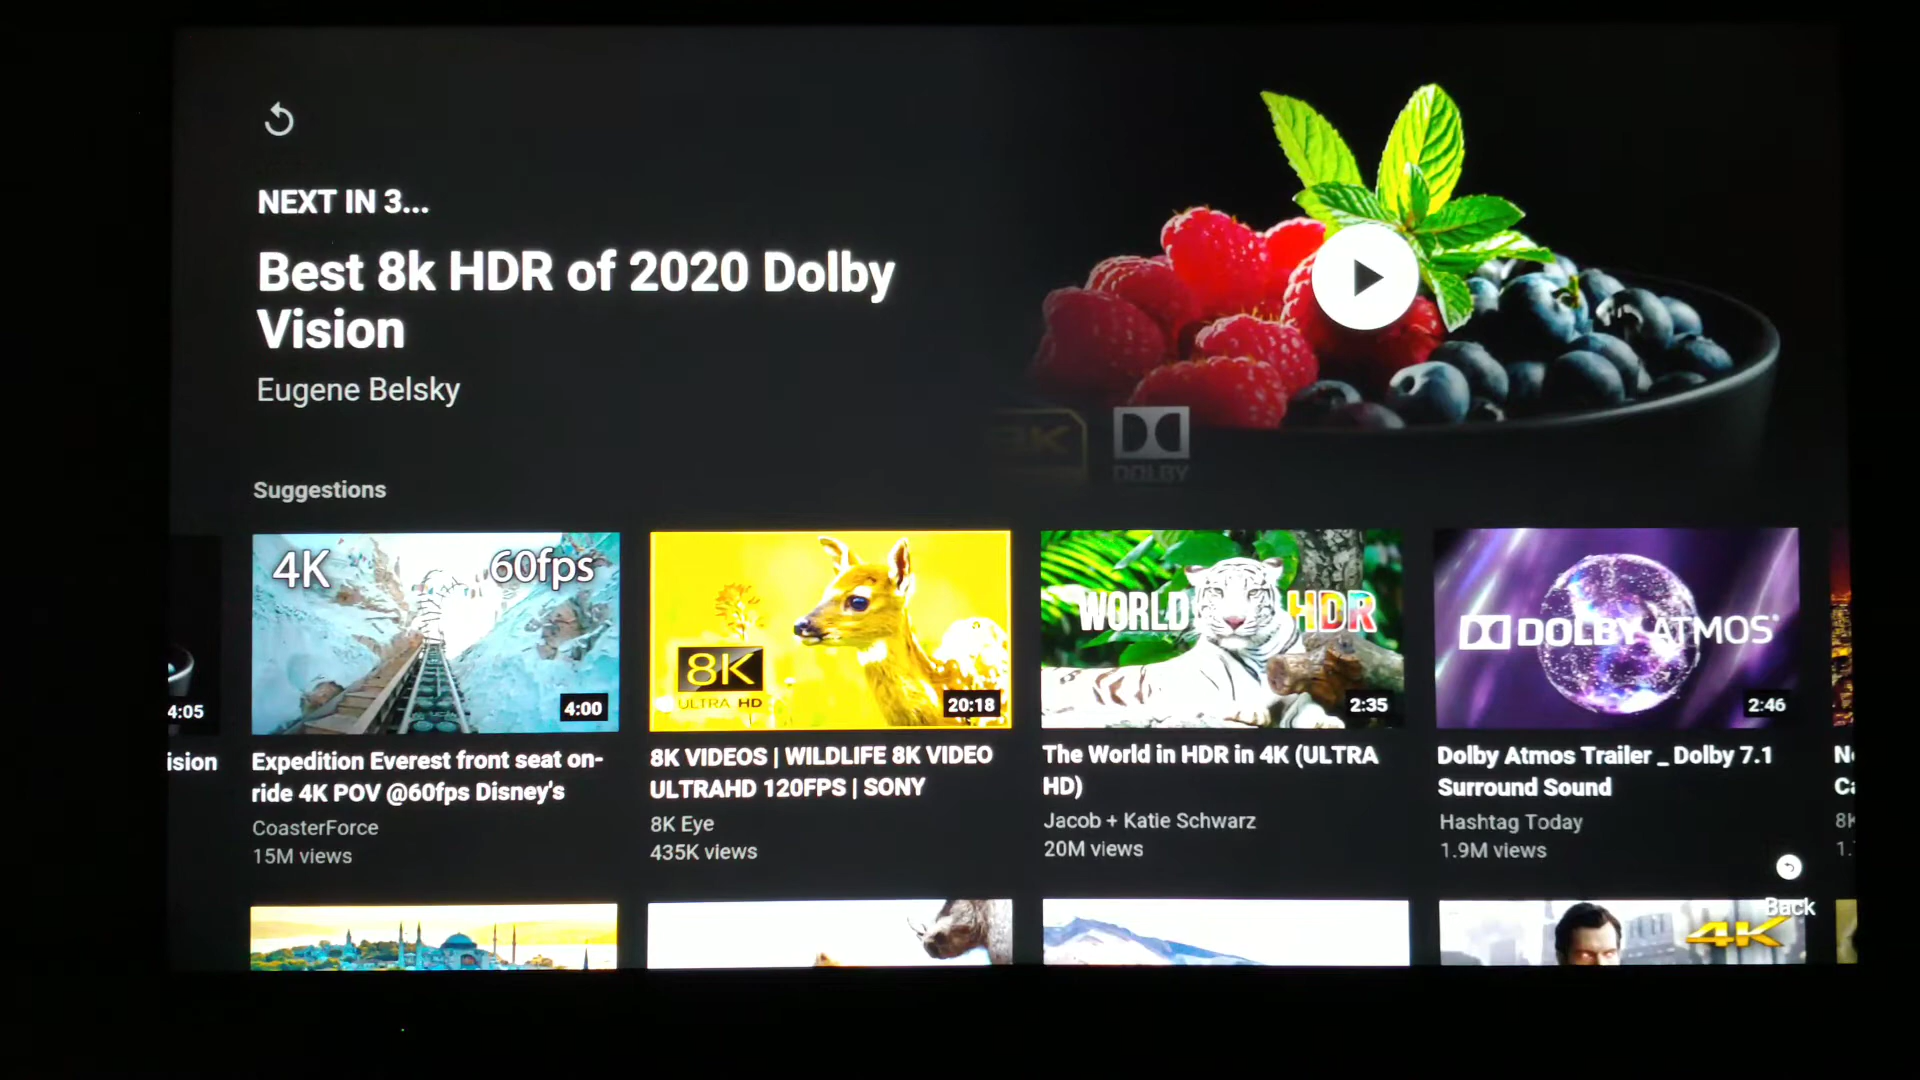 NEXT IN 3...
Best 8k HDR of 2020 Dolby
Vision
Eugene Belsky
DOLBY
Suggestions
4:05
ision
4K 60fps
4:00
Expedition Everest front seat on-
ride 4K POV @60fps Disney's
CoasterForce
15M views
8K
ULTRA HD
20:18
8K VIDEOS | WILDLIFE 8K VIDEO
ULTRAHD 120FPS | SONY
8K Eye
435K views
WORLD HDR
2:35
The World in HDR in 4K (ULTRA
HD)
Jacob + Katie Schwarz
20M views
DOLBY ATMOS
2:46
Dolby Atmos Trailer _ Dolby 7.1
Surround Sound
Hashtag Today
1.9M views
Back
4K